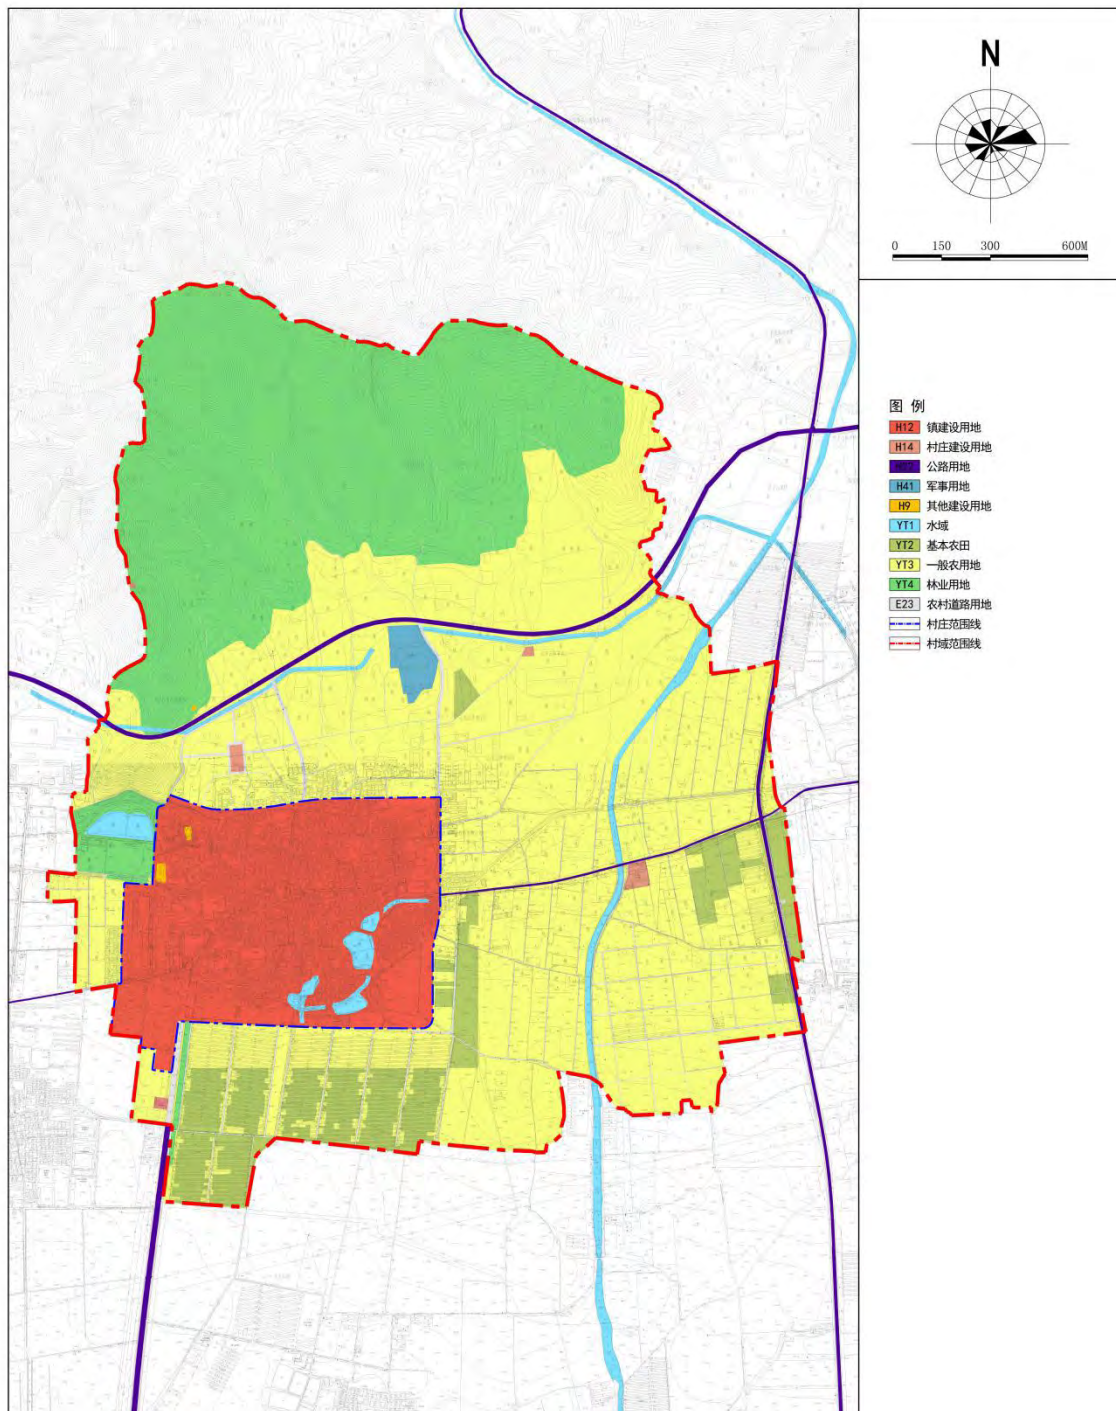 N
0 150 300 600M
图 例
H12 镇建设用地
H14 村庄建设用地
H22 公路用地
H41 军事用地
H9 其他建设用地
YT1 水域
YT2 基本农田
YT3 一般农用地
YT4 林业用地
E23 农村道路用地
村庄范围线
村域范围线